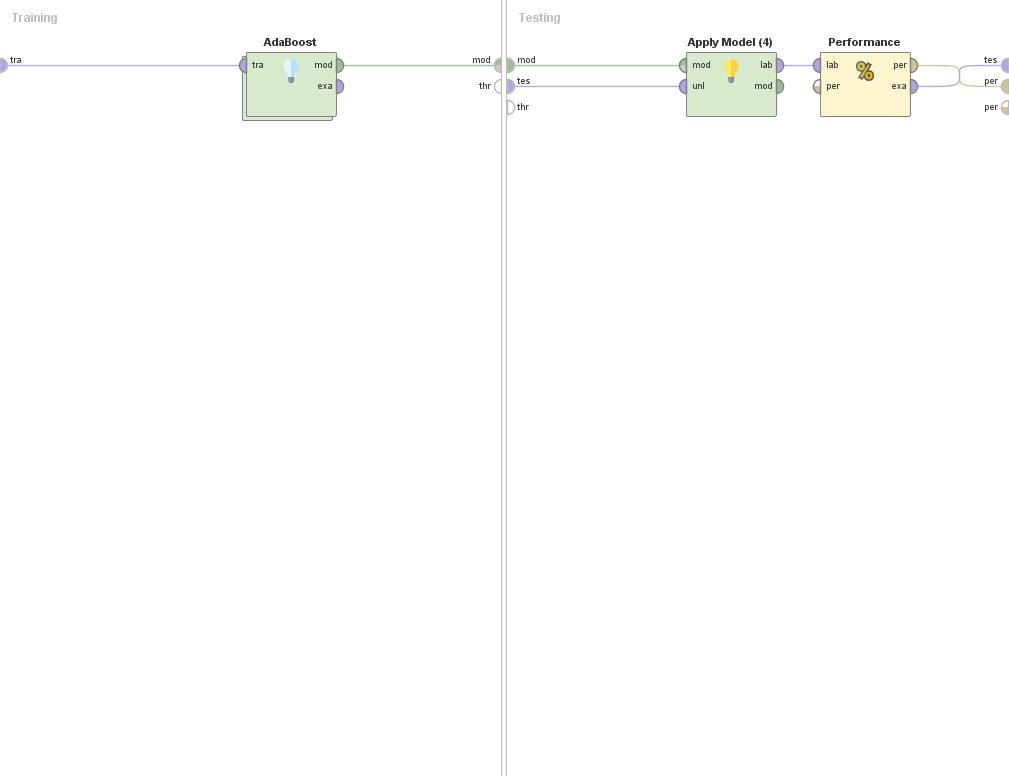 Training
Testing
AdaBoost
Apply Model (4)
Performance
tra
tra
mod
mod
mod
mod
lab
lab
per
tes
exa
thr
tes
unl
mod
per
exa
per
thr
per